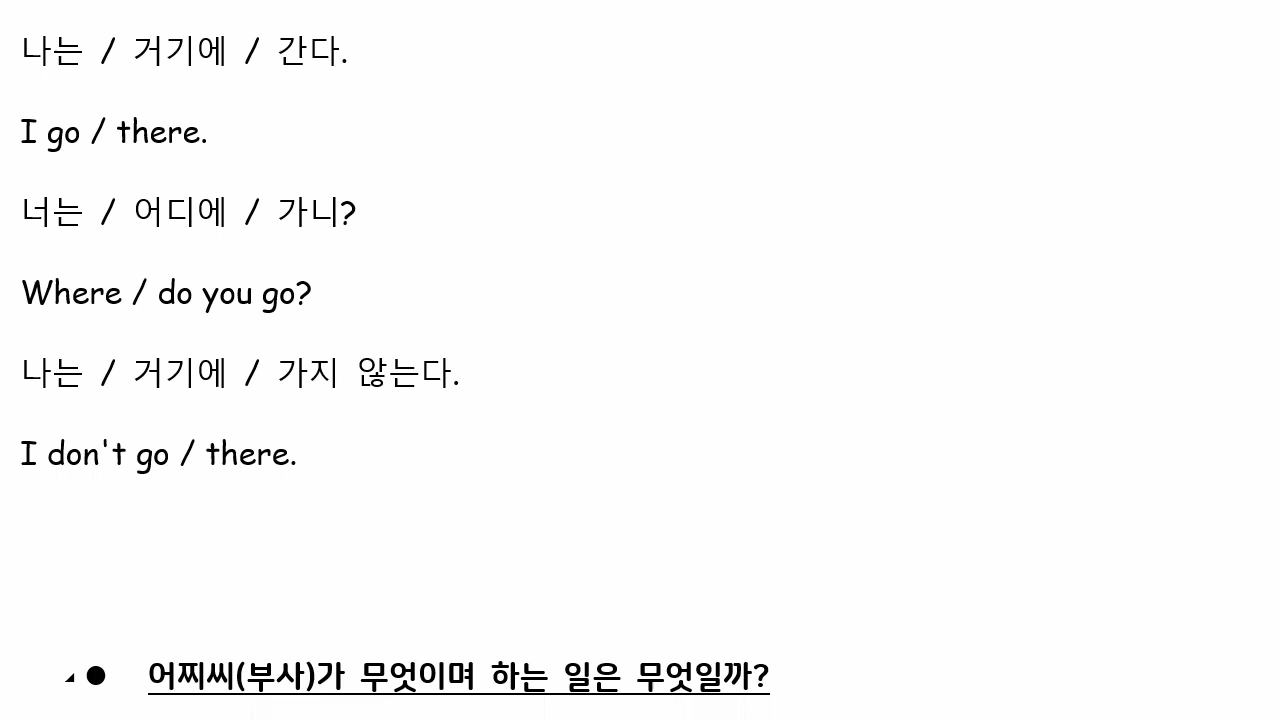 나는 / 거기에 / 간다.
I go / there.
너는 / 어디에 / 가니?
Where / do you go?
나는 / 거기에 / 가지 않는다.
I don't go / there.
● 어찌씨(부사)가 무엇이며 하는 일은 무엇일까?